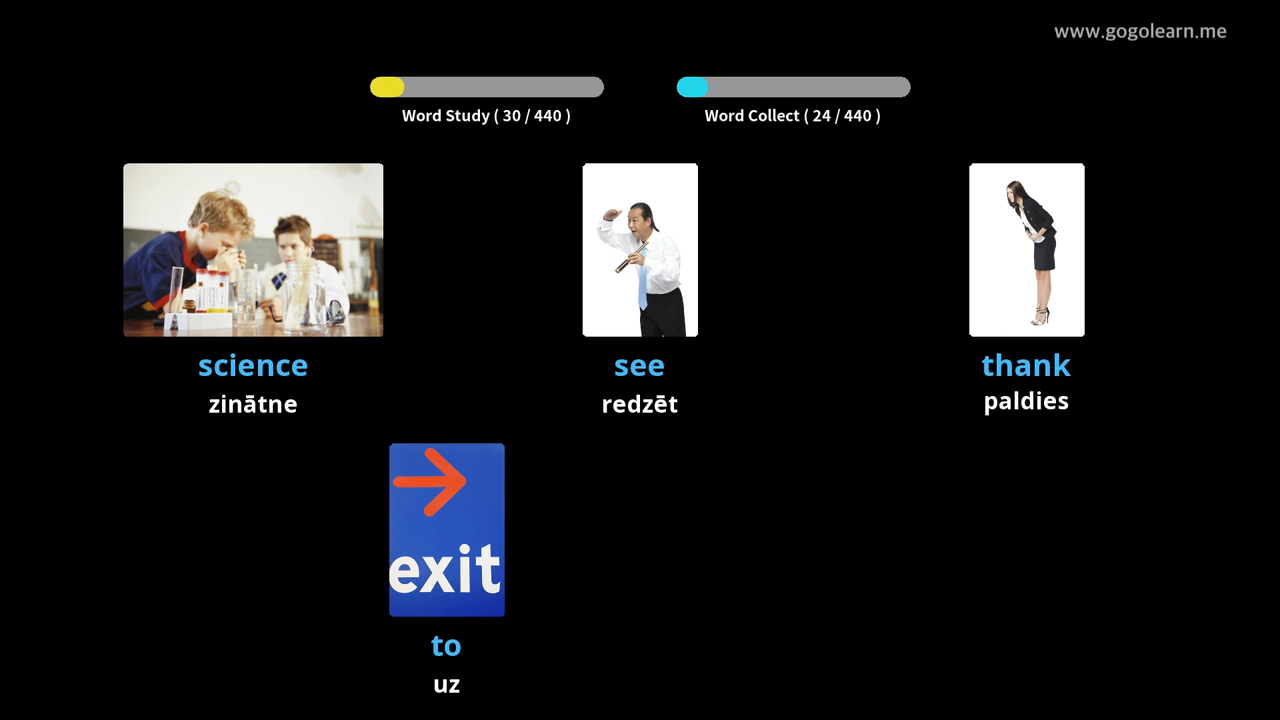 www.gogolearn.me
Word Study ( 30 / 440 )
Word Collect ( 24 / 440 )
science
see
thank
zinātne
redzēt
paldies
exit
to
uz